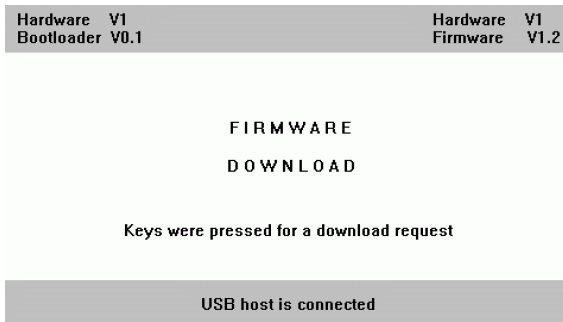 Hardware V1
Bootloader V0.1
Hardware V1
Firmware V1.2
FIRMWARE
DOWNLOAD
Keys were pressed for a download request
USB host is connected